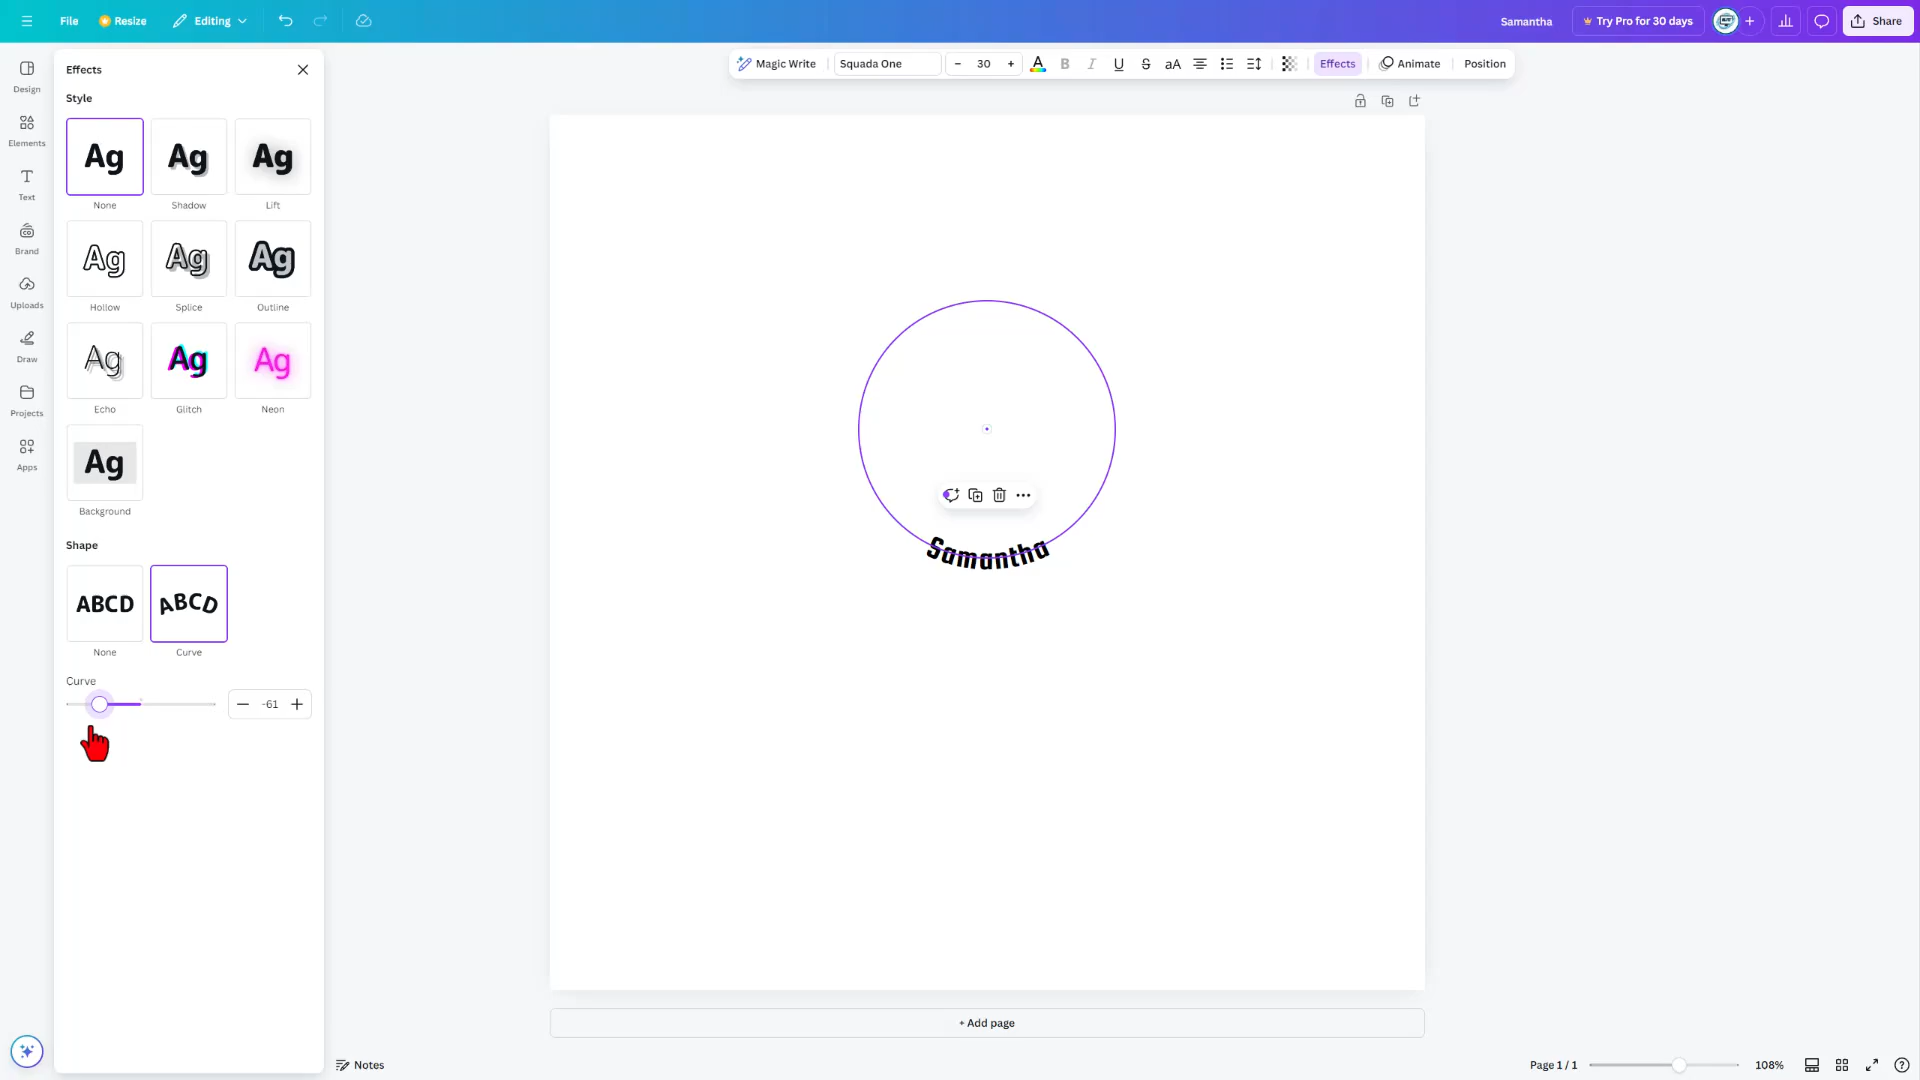 File
Resize
Editing
Samantha
Try Pro for 30 days
Share
Design
Elements
Text
Brand
Uploads
Draw
Projects
Apps
Effects
Style
Ag
Ag
Ag
None
Shadow
Lift
Ag
Ag
Ag
Hollow
Splice
Outline
Ag
Ag
Ag
Echo
Glitch
Neon
Ag
Background
Shape
ABCD
ABCD
None
Curve
Curve
-61
Magic Write
Squada One
- 30 +
A
B
I
U
S
aA
Effects
Animate
Position
Samantha
+ Add page
Notes
Page 1 / 1
108%